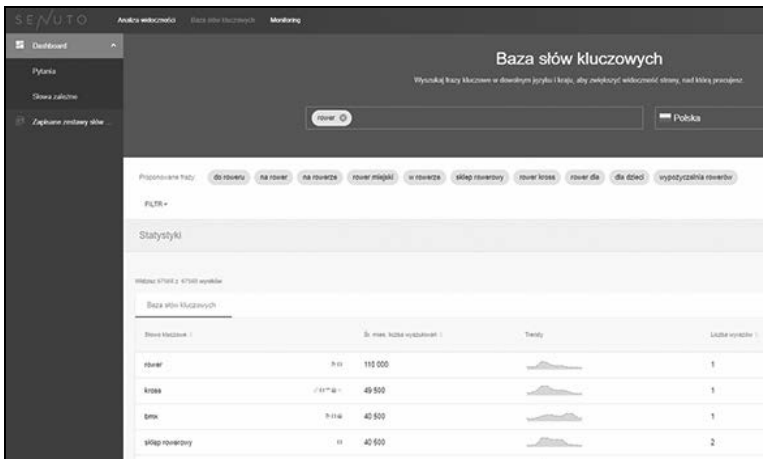 SENUTO
Analiza widoczności Baza słów kluczowych Monitoring
Dashboard
Pytania
Słowa zależne
Zapisane zestawy słów ...
Baza słów kluczowych
Wyszukaj frazy kluczowe w dowolnym języku i kraju, aby zwiększyć widoczność strony, nad którą pracujesz.
rower
Polska
Proponowane frazy: do roweru na rower na rowerze rower miejski w rowerze sklep rowerowy rower kross rower dla dla dzieci wypożyczalnia rowerów
FILTR
Statystyki
Baza słów kluczowych
Słowo kluczowe Śr. mies. liczba wyszukiwań Trendy Liczba wyrazów
rower 110 000 1
kross 49 500 1
bmx 40 500 1
sklep rowerowy 40 500 2